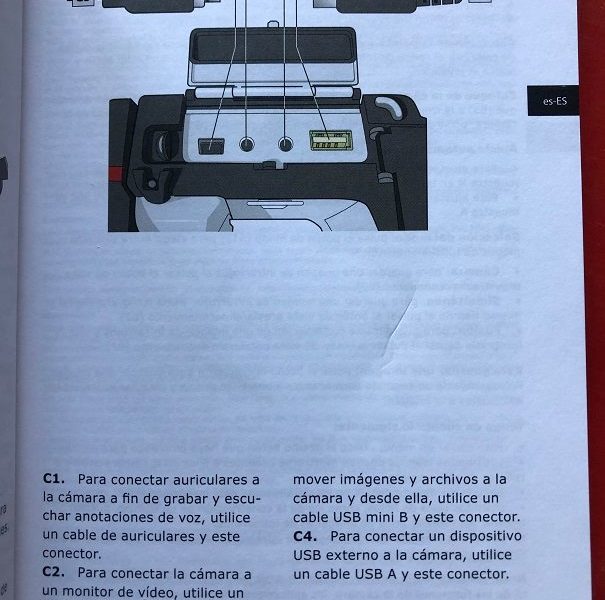 es-ES
C1. Para conectar auriculares a
la cámara a fin de grabar y escu-
char anotaciones de voz, utilice
un cable de auriculares y este
conector.
C2. Para conectar la cámara a
un monitor de vídeo, utilice un
mover imágenes y archivos a la
cámara y desde ella, utilice un
cable USB mini B y este conector.
C4. Para conectar un dispositivo
USB externo a la cámara, utilice
un cable USB A y este conector.